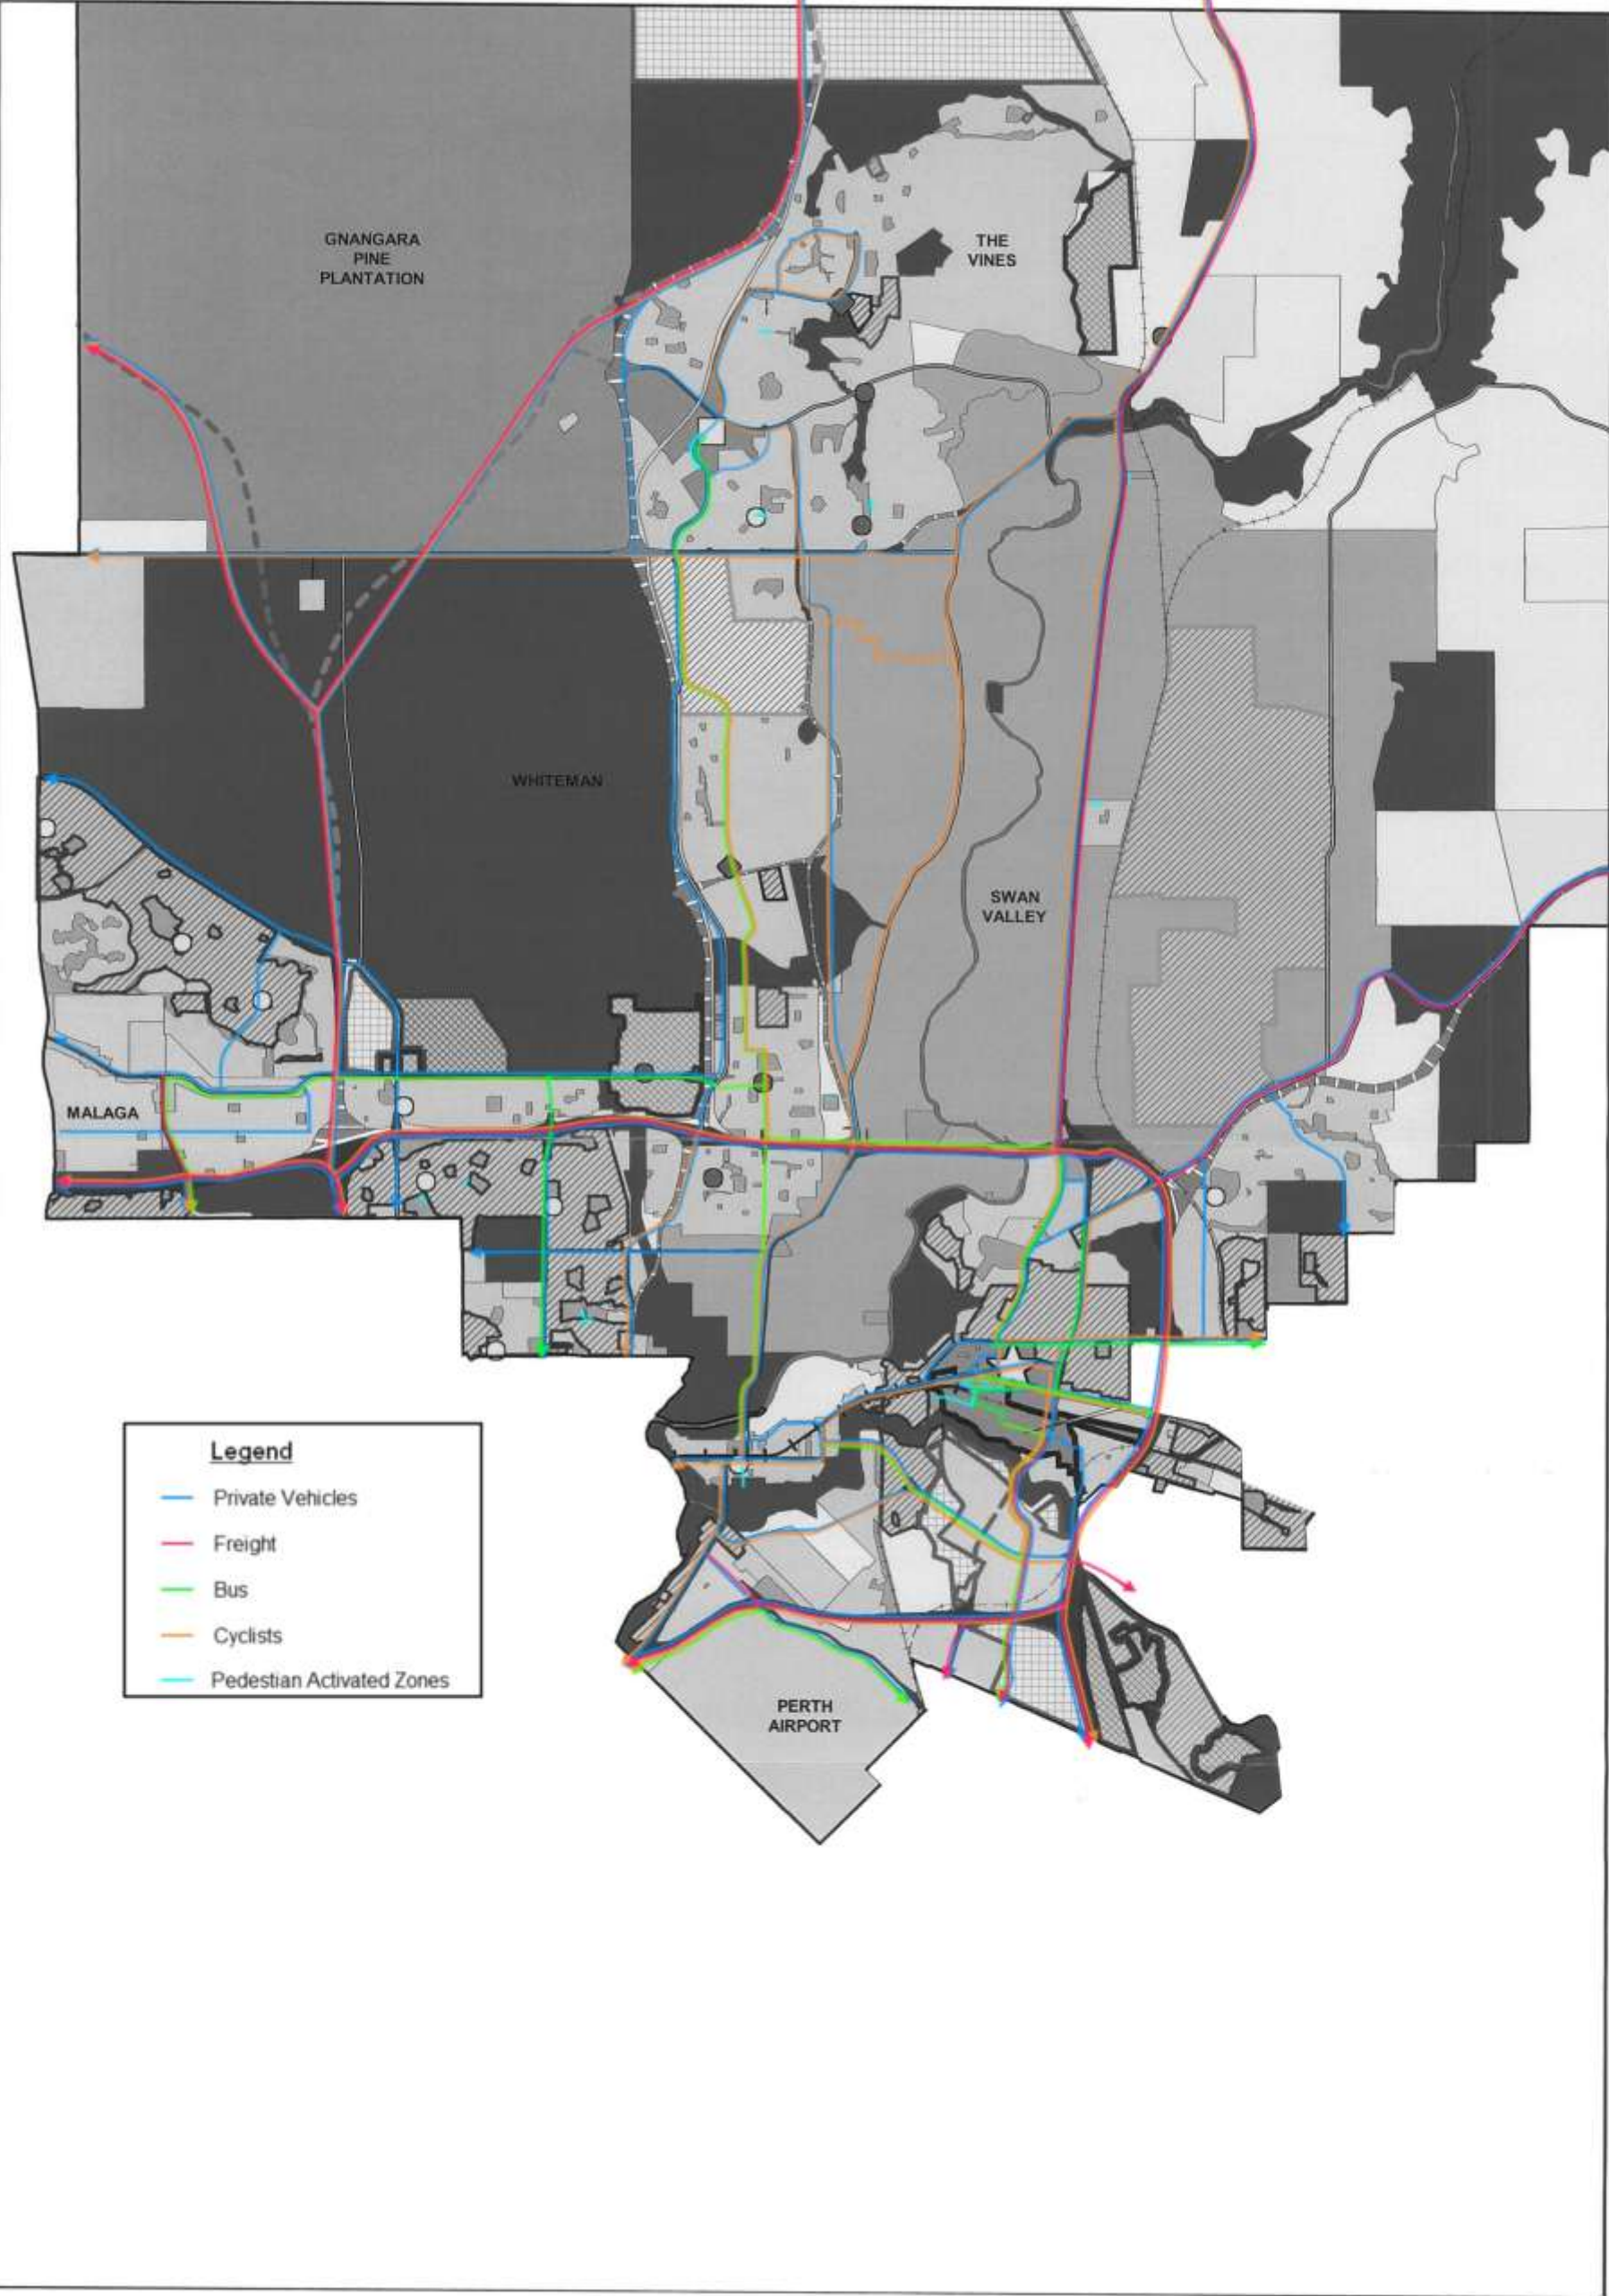 GNANGARA
PINE
PLANTATION
THE
VINES
WHITEMAN
SWAN
VALLEY
MALAGA
Legend
Private Vehicles
Freight
Bus
Cyclists
Pedestian Activated Zones
PERTH
AIRPORT